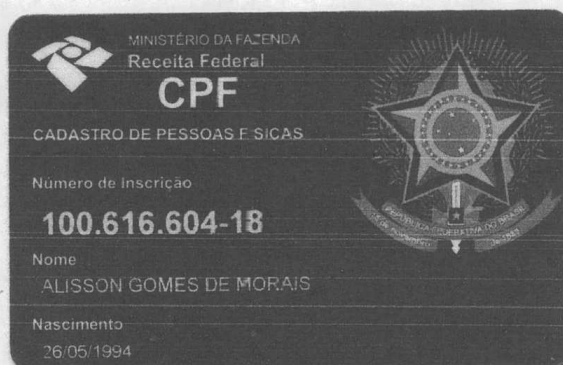 MINISTÉRIO DA FAZENDA
Receita Federal
CPF
CADASTRO DE PESSOAS F SICAS
Número de Inscrição
100.616.604-18
Nome
ALISSON GOMES DE MORAIS
Nascimento
26/05/1994